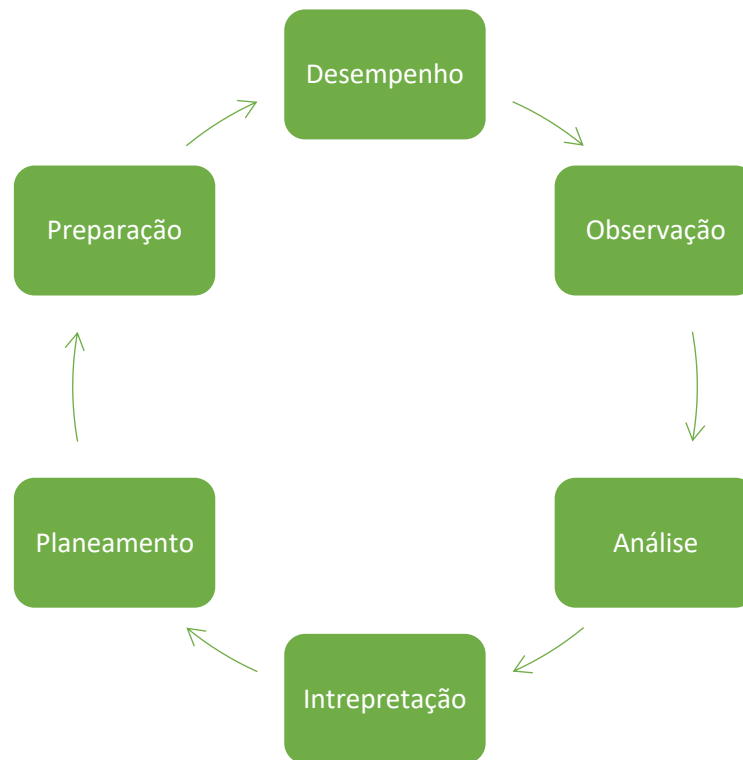 Desempenho
Observação
Análise
Intrepretação
Planeamento
Preparação